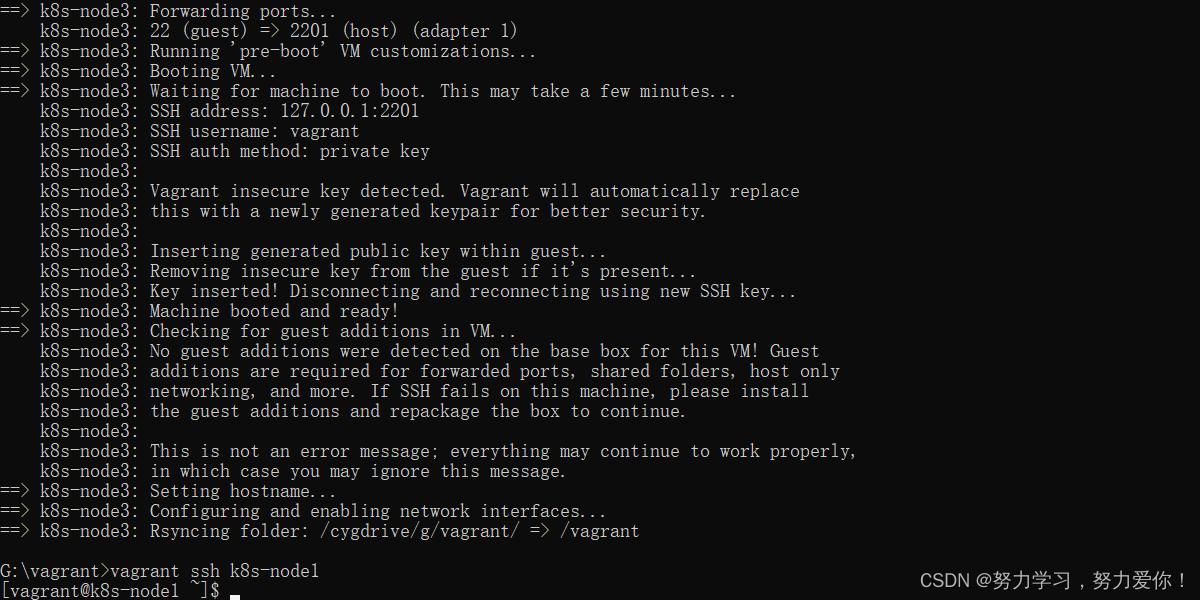 ==> k8s-node3: Forwarding ports...
    k8s-node3: 22 (guest) => 2201 (host) (adapter 1)
==> k8s-node3: Running 'pre-boot' VM customizations...
==> k8s-node3: Booting VM...
==> k8s-node3: Waiting for machine to boot. This may take a few minutes...
    k8s-node3: SSH address: 127.0.0.1:2201
    k8s-node3: SSH username: vagrant
    k8s-node3: SSH auth method: private key
    k8s-node3:
    k8s-node3: Vagrant insecure key detected. Vagrant will automatically replace
    k8s-node3: this with a newly generated keypair for better security.
    k8s-node3:
    k8s-node3: Inserting generated public key within guest...
    k8s-node3: Removing insecure key from the guest if it's present...
    k8s-node3: Key inserted! Disconnecting and reconnecting using new SSH key...
==> k8s-node3: Machine booted and ready!
==> k8s-node3: Checking for guest additions in VM...
    k8s-node3: No guest additions were detected on the base box for this VM! Guest
    k8s-node3: additions are required for forwarded ports, shared folders, host only
    k8s-node3: networking, and more. If SSH fails on this machine, please install
    k8s-node3: the guest additions and repackage the box to continue.
    k8s-node3:
    k8s-node3: This is not an error message; everything may continue to work properly,
    k8s-node3: in which case you may ignore this message.
==> k8s-node3: Setting hostname...
==> k8s-node3: Configuring and enabling network interfaces...
==> k8s-node3: Rsyncing folder: /cygdrive/g/vagrant/ => /vagrant
G:\vagrant>vagrant ssh k8s-node1
[vagrant@k8s-node1 ~]$
CSDN @努力学习，努力爱你！